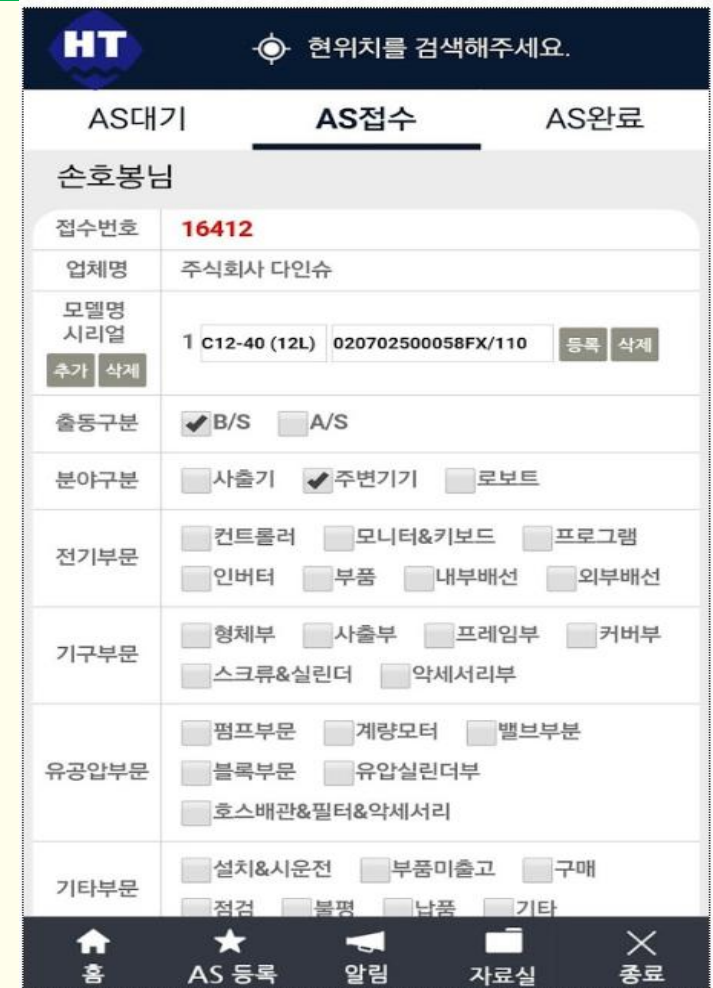 HT
현위치를 검색해주세요.
AS대기 AS접수 AS완료
손호봉님
접수번호 16412
업체명 주식회사 다인슈
모델명
시리얼
추가 삭제
1 C12-40 (12L) 020702500058FX/110 등록 삭제
출동구분 B/S A/S
분야구분 사출기 주변기기 로보트
전기부문
컨트롤러 모니터&키보드 프로그램
인버터 부품 내부배선 외부배선
기구부문
형체부 사출부 프레임부 커버부
스크류&실린더 악세서리부
유공압부문
펌프부문 계량모터 밸브부분
블록부문 유압실린더부
호스배관&필터&악세서리
기타부문
설치&시운전 부품미출고 구매
점검 불평 납품 기타
홈 AS 등록 알림 자료실 종료